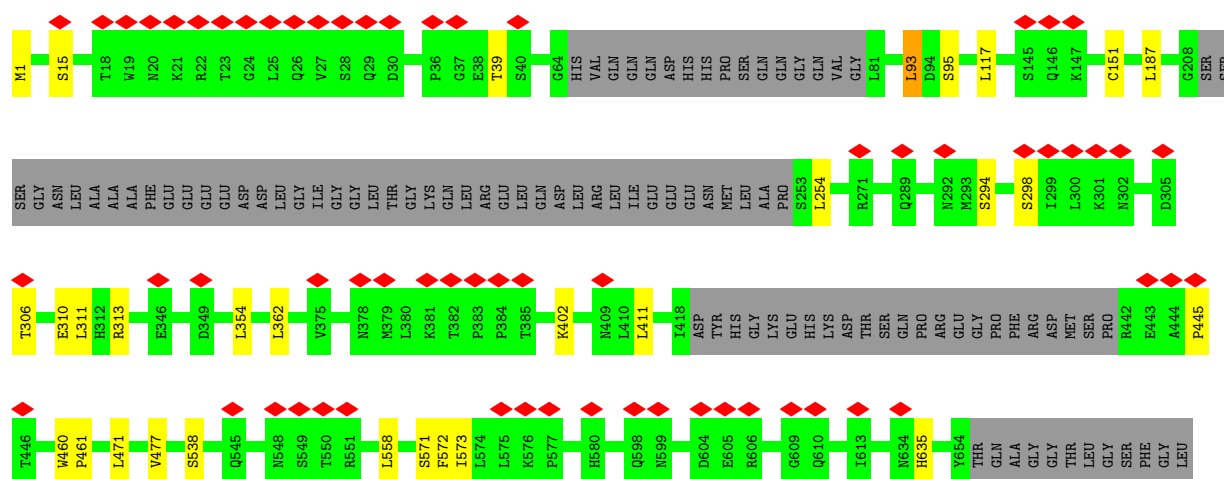 M1 S15 T18 W19 N20 K21 R22 T23 G24 L25 Q26 V27 S28 Q29 D30 P36 G37 E38 T39 S40 G64 HIS VAL GLN GLN GLN ASP HIS HIS PRO SER GLN GLN GLY GLN VAL GLY L81 L93 D94 S95 L117 S145 Q146 K147 C151 L187 G208 SER SER
SER GLY ASN LEU ALA ALA ALA PHE GLU GLU GLU GLU GLU ASP ASP LEU GLY ILE GLY GLY LEU THR GLY LYS GLN LEU ARG GLU LEU GLN ASP LEU ARG LEU ILE GLU GLU GLU ASN MET LEU ALA PRO S253 L254 R271 Q289 N292 M293 S294 S298 I299 L300 K301 N302 D305
T306 E310 L311 H312 R313 E346 D349 L354 L362 V375 N378 M379 L380 K381 T382 P383 P384 T385 K402 N409 L410 L411 I418 ASP TYR HIS GLY LYS GLU HIS LYS ASP THR SER GLN PRO ARG GLU GLY PRO PHE ARG ASP MET SER PRO R442 E443 A444 P445
T446 W460 P461 L471 V477 S538 Q545 N548 S549 T550 R551 L558 S571 F572 I573 L574 L575 K576 P577 H580 Q598 N599 D604 E605 R606 G609 Q610 I613 N634 H635 Y654 THR GLN ALA GLY GLY THR LEU GLY SER PHE GLY LEU